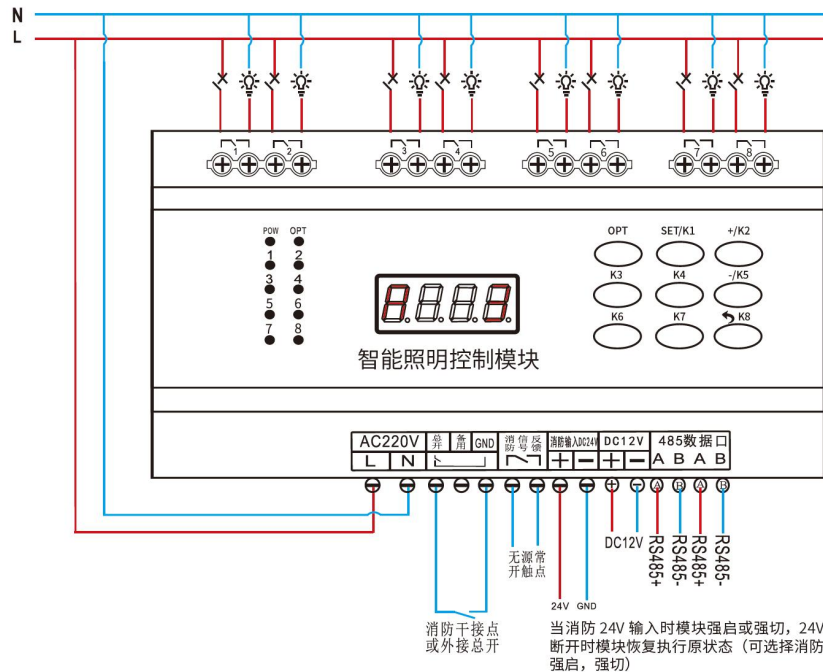 N
L
1 2 3 4 5 6 7 8
POW OPT
1 2
3 4
5 6
7 8
OPT SET/K1 +/K2
K3 K4 -/K5
K6 K7 K8
智能照明控制模块
AC220V 总开 备用 GND 消防信号反馈 消防输入DC24V DC12V 485数据口
L N + - + - A B A B
+ - A B A B
无源常开触点
DC12V
RS485+
RS485-
RS485+
RS485-
24V GND
消防干接点
或外接总开
当消防 24V 输入时模块强启或强切，24V
断开时模块恢复执行原状态（可选择消防
强启，强切）